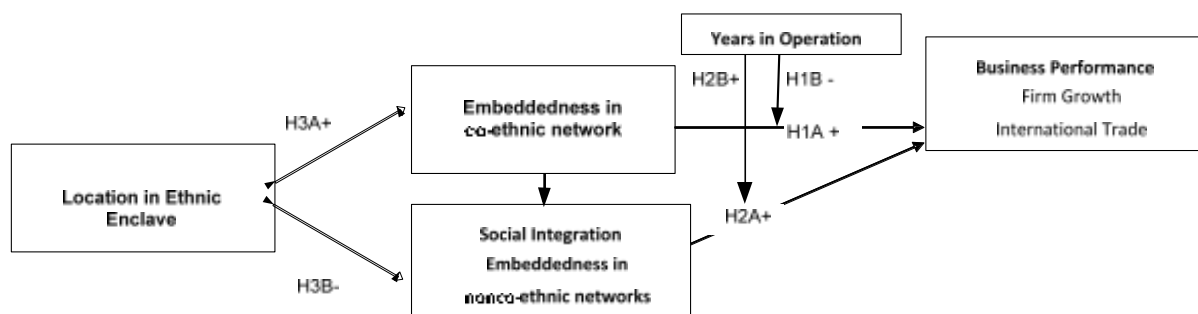 Years in Operation
Business Performance
Firm Growth
International Trade
H2B+
H1B -
Embeddedness in
co-ethnic network
H3A+
H1A +
Location in Ethnic
Enclave
H2A+
Social Integration
Embeddedness in
nonco-ethnic networks
H3B-